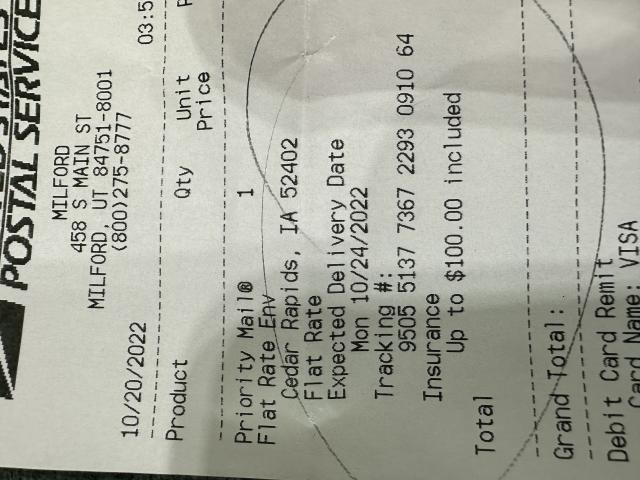 POSTAL SERVICE
MILFORD
458 S MAIN ST
MILFORD, UT 84751-8001
(800)275-8777
10/20/2022 03:5
Product Qty Unit
Price
Priority Mail® 1
Flat Rate Env
Cedar Rapids, IA 52402
Flat Rate
Expected Delivery Date
Mon 10/24/2022
Tracking #:
9505 5137 7367 2293 0910 64
Insurance
Up to $100.00 included
Total
Grand Total:
Debit Card Remit
Card Name: VISA